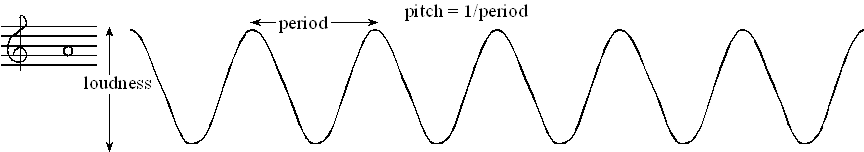 pitch = 1/period
period
loudness